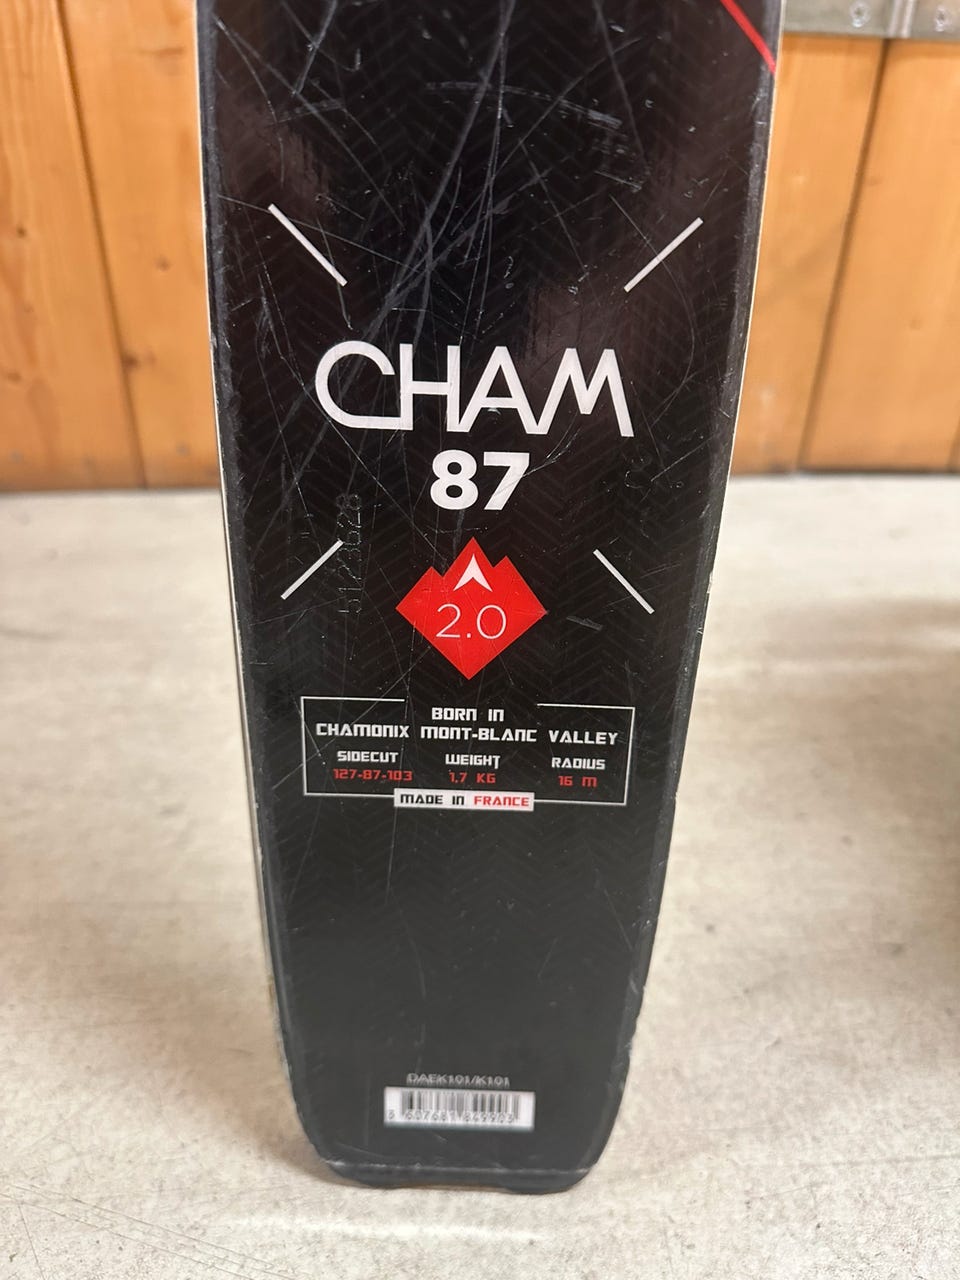 CHAM
87
2.0
BORN IN
CHAMONIX MONT-BLANC VALLEY
SIDECUT WEIGHT RADIUS
127-87-103 1,7 KG 16 M
MADE IN FRANCE
DAEK101/K101